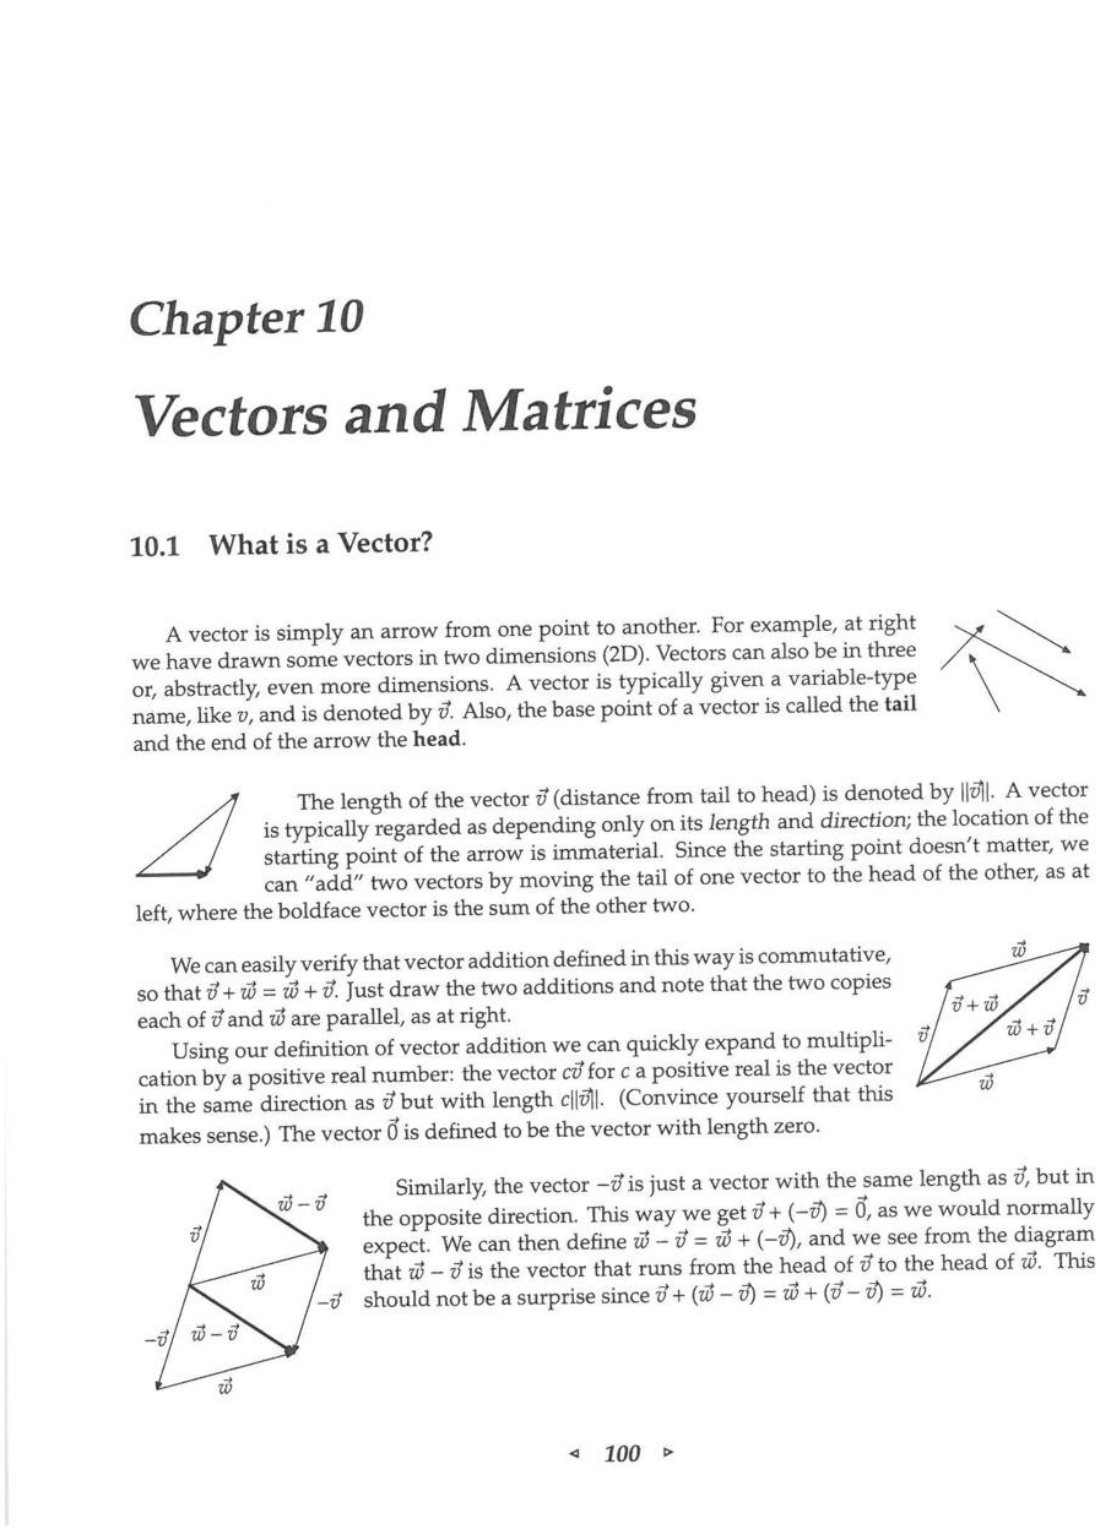 Chapter 10
Vectors and Matrices
10.1 What is a Vector?
A vector is simply an arrow from one point to another. For example, at right
we have drawn some vectors in two dimensions (2D). Vectors can also be in three
or, abstractly, even more dimensions. A vector is typically given a variable-type
name, like v, and is denoted by v⃗. Also, the base point of a vector is called the tail
and the end of the arrow the head.
The length of the vector v⃗ (distance from tail to head) is denoted by ||v⃗||. A vector
is typically regarded as depending only on its length and direction; the location of the
starting point of the arrow is immaterial. Since the starting point doesn't matter, we
can "add" two vectors by moving the tail of one vector to the head of the other, as at
left, where the boldface vector is the sum of the other two.
We can easily verify that vector addition defined in this way is commutative,
so that v⃗ + w⃗ = w⃗ + v⃗. Just draw the two additions and note that the two copies
each of v⃗ and w⃗ are parallel, as at right.
w⃗
v⃗ + w⃗
v⃗
w⃗ + v⃗
v⃗
w⃗
Using our definition of vector addition we can quickly expand to multipli-
cation by a positive real number: the vector cv⃗ for c a positive real is the vector
in the same direction as v⃗ but with length c||v⃗||. (Convince yourself that this
makes sense.) The vector 0⃗ is defined to be the vector with length zero.
Similarly, the vector −v⃗ is just a vector with the same length as v⃗, but in
the opposite direction. This way we get v⃗ + (−v⃗) = 0⃗, as we would normally
expect. We can then define w⃗ − v⃗ = w⃗ + (−v⃗), and we see from the diagram
that w⃗ − v⃗ is the vector that runs from the head of v⃗ to the head of w⃗. This
should not be a surprise since v⃗ + (w⃗ − v⃗) = w⃗ + (v⃗ − v⃗) = w⃗.
w⃗ − v⃗
v⃗
w⃗
−v⃗
−v⃗
w⃗ − v⃗
w⃗
100